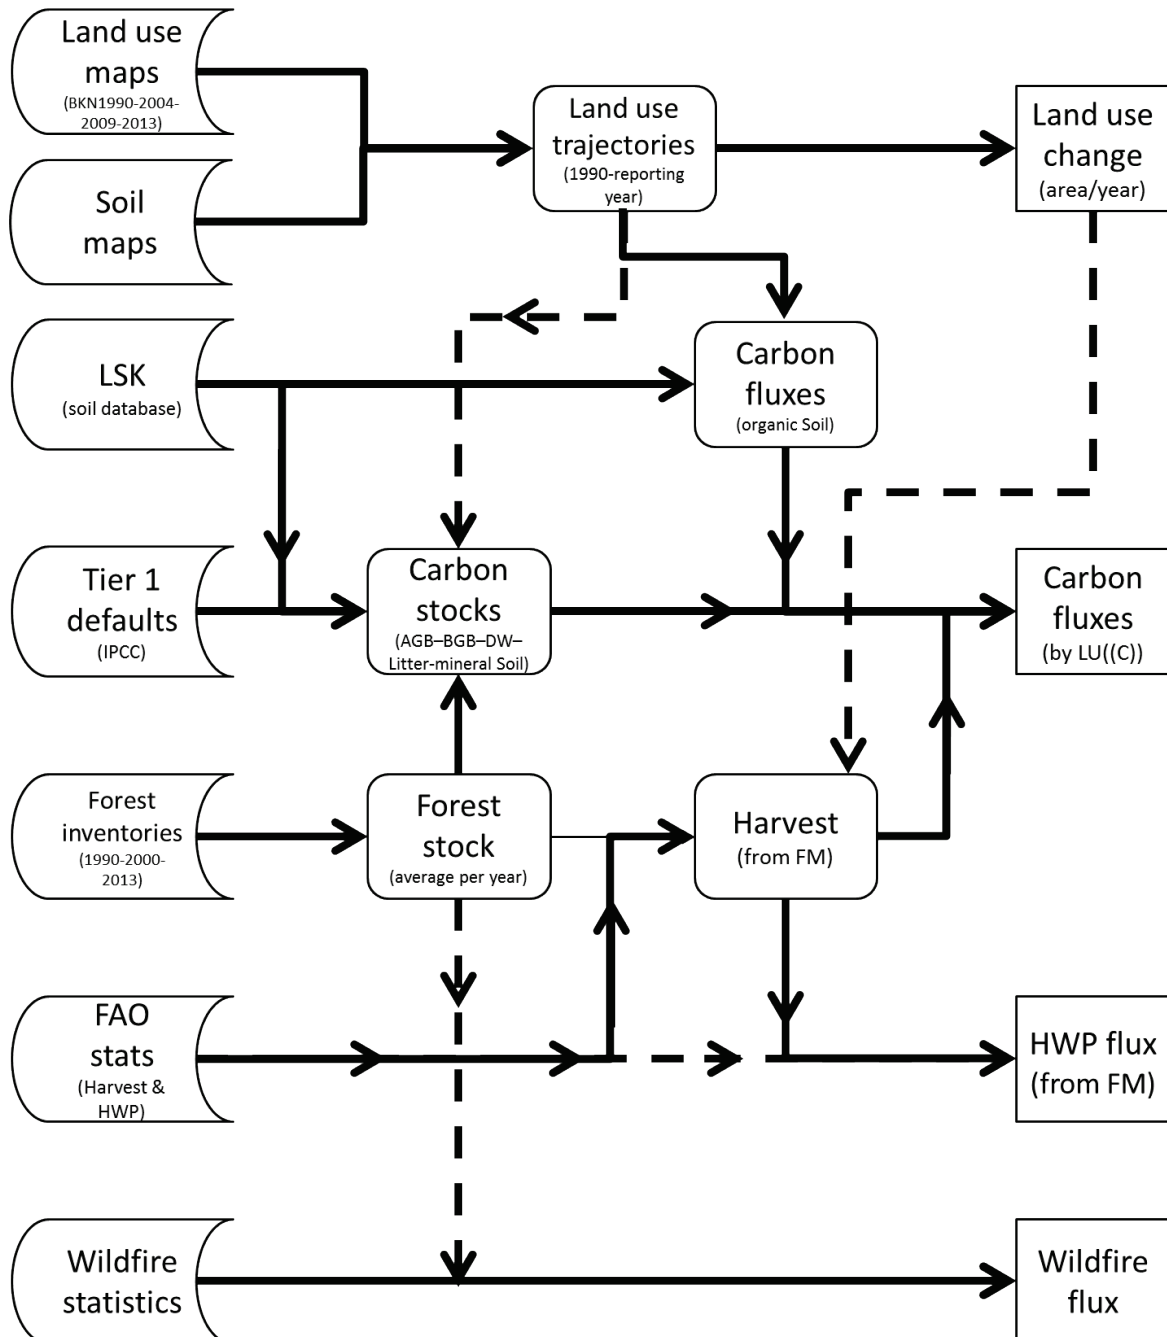 Land use
maps
(BKN1990-2004-
2009-2013)
Land use
trajectories
(1990-reporting
year)
Land use
change
(area/year)
Soil
maps
LSK
(soil database)
Carbon
fluxes
(organic Soil)
Tier 1
defaults
(IPCC)
Carbon
stocks
(AGB–BGB–DW–
Litter-mineral Soil)
Carbon
fluxes
(by LU((C))
Forest
inventories
(1990-2000-
2013)
Forest
stock
(average per year)
Harvest
(from FM)
FAO
stats
(Harvest &
HWP)
HWP flux
(from FM)
Wildfire
statistics
Wildfire
flux